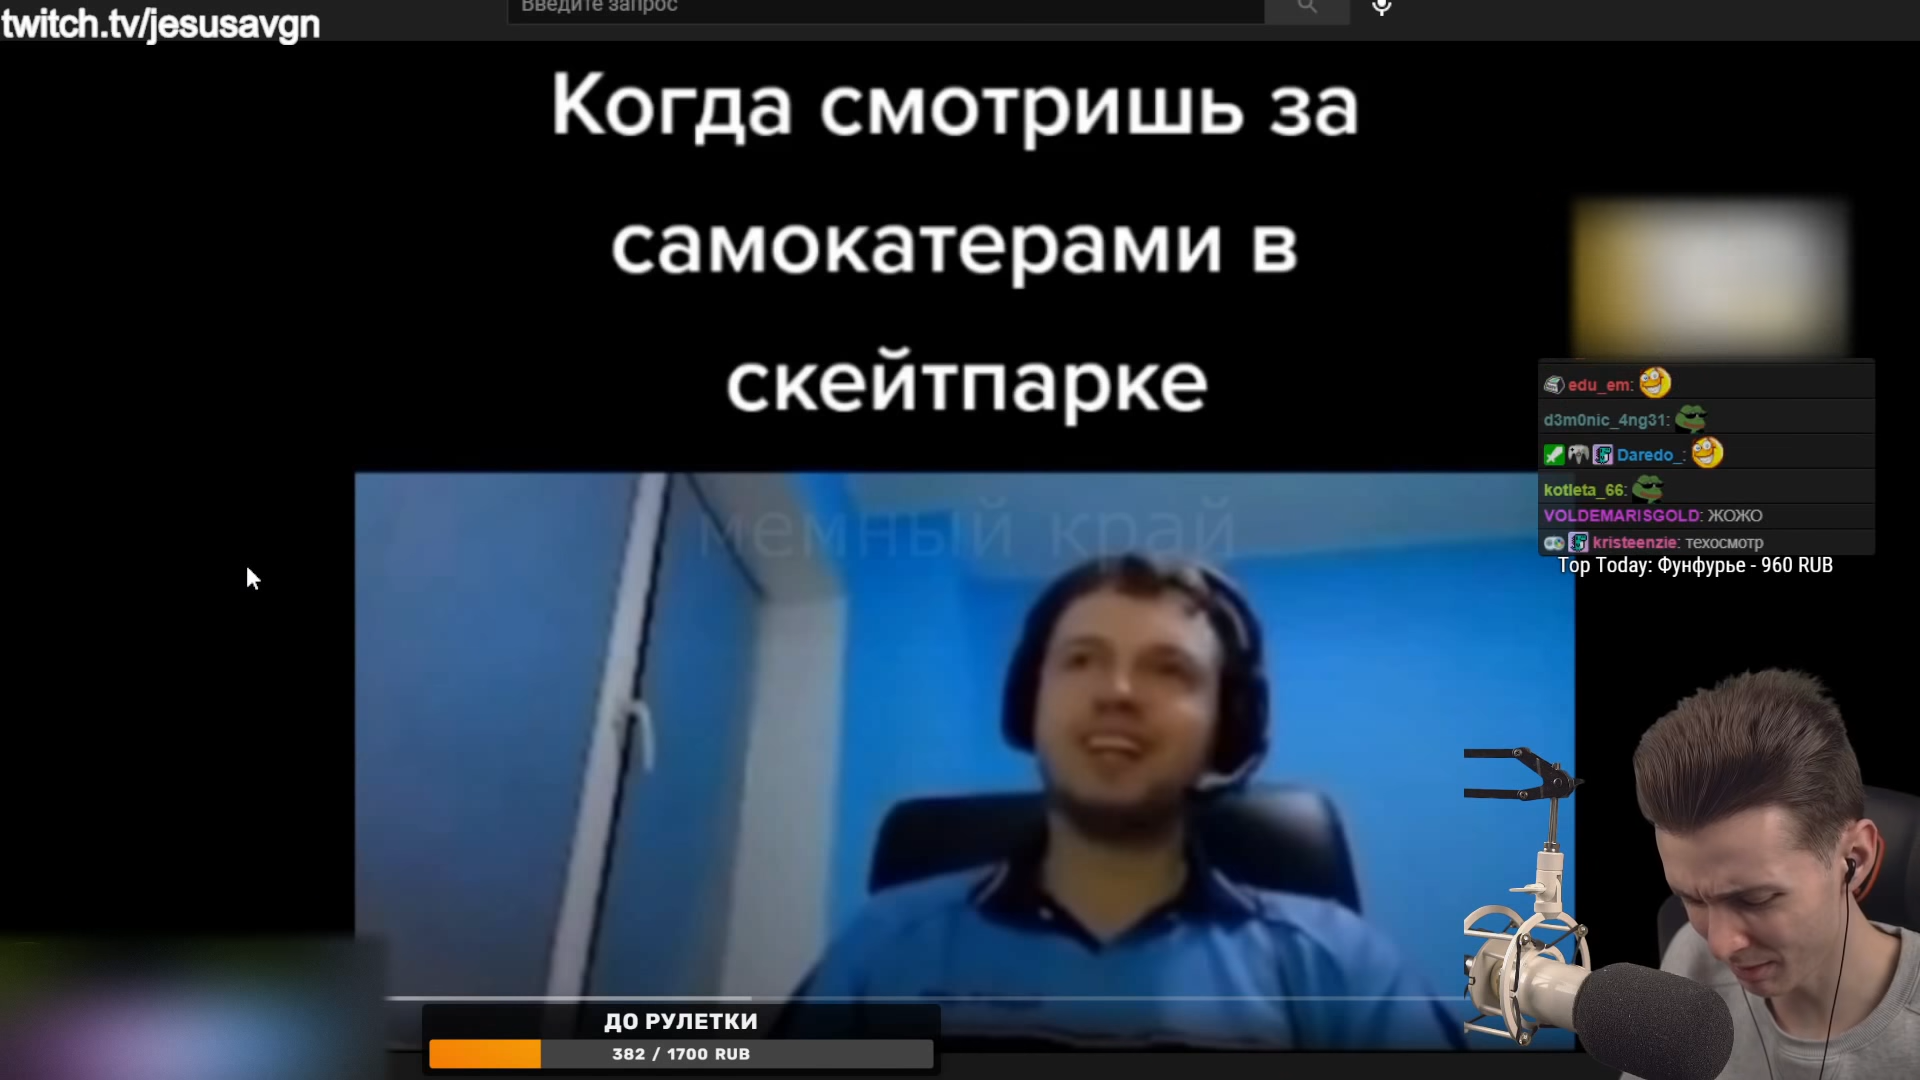 twitch.tv/jesusavgn
Введите запрос
Когда смотришь за
самокатерами в
скейтпарке
мемный край
edu_em:
d3m0nic_4ng31:
Daredo_:
kotleta_66:
VOLDEMARISGOLD: ЖОЖО
kristeenzie: техосмотр
Top Today: Фунфурье - 960 RUB
ДО РУЛЕТКИ
382 / 1700 RUB